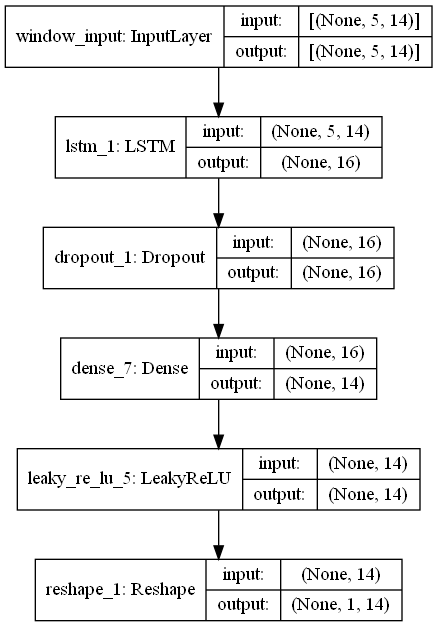 window_input: InputLayer
input: [(None, 5, 14)]
output: [(None, 5, 14)]
lstm_1: LSTM
input: (None, 5, 14)
output: (None, 16)
dropout_1: Dropout
input: (None, 16)
output: (None, 16)
dense_7: Dense
input: (None, 16)
output: (None, 14)
leaky_re_lu_5: LeakyReLU
input: (None, 14)
output: (None, 14)
reshape_1: Reshape
input: (None, 14)
output: (None, 1, 14)